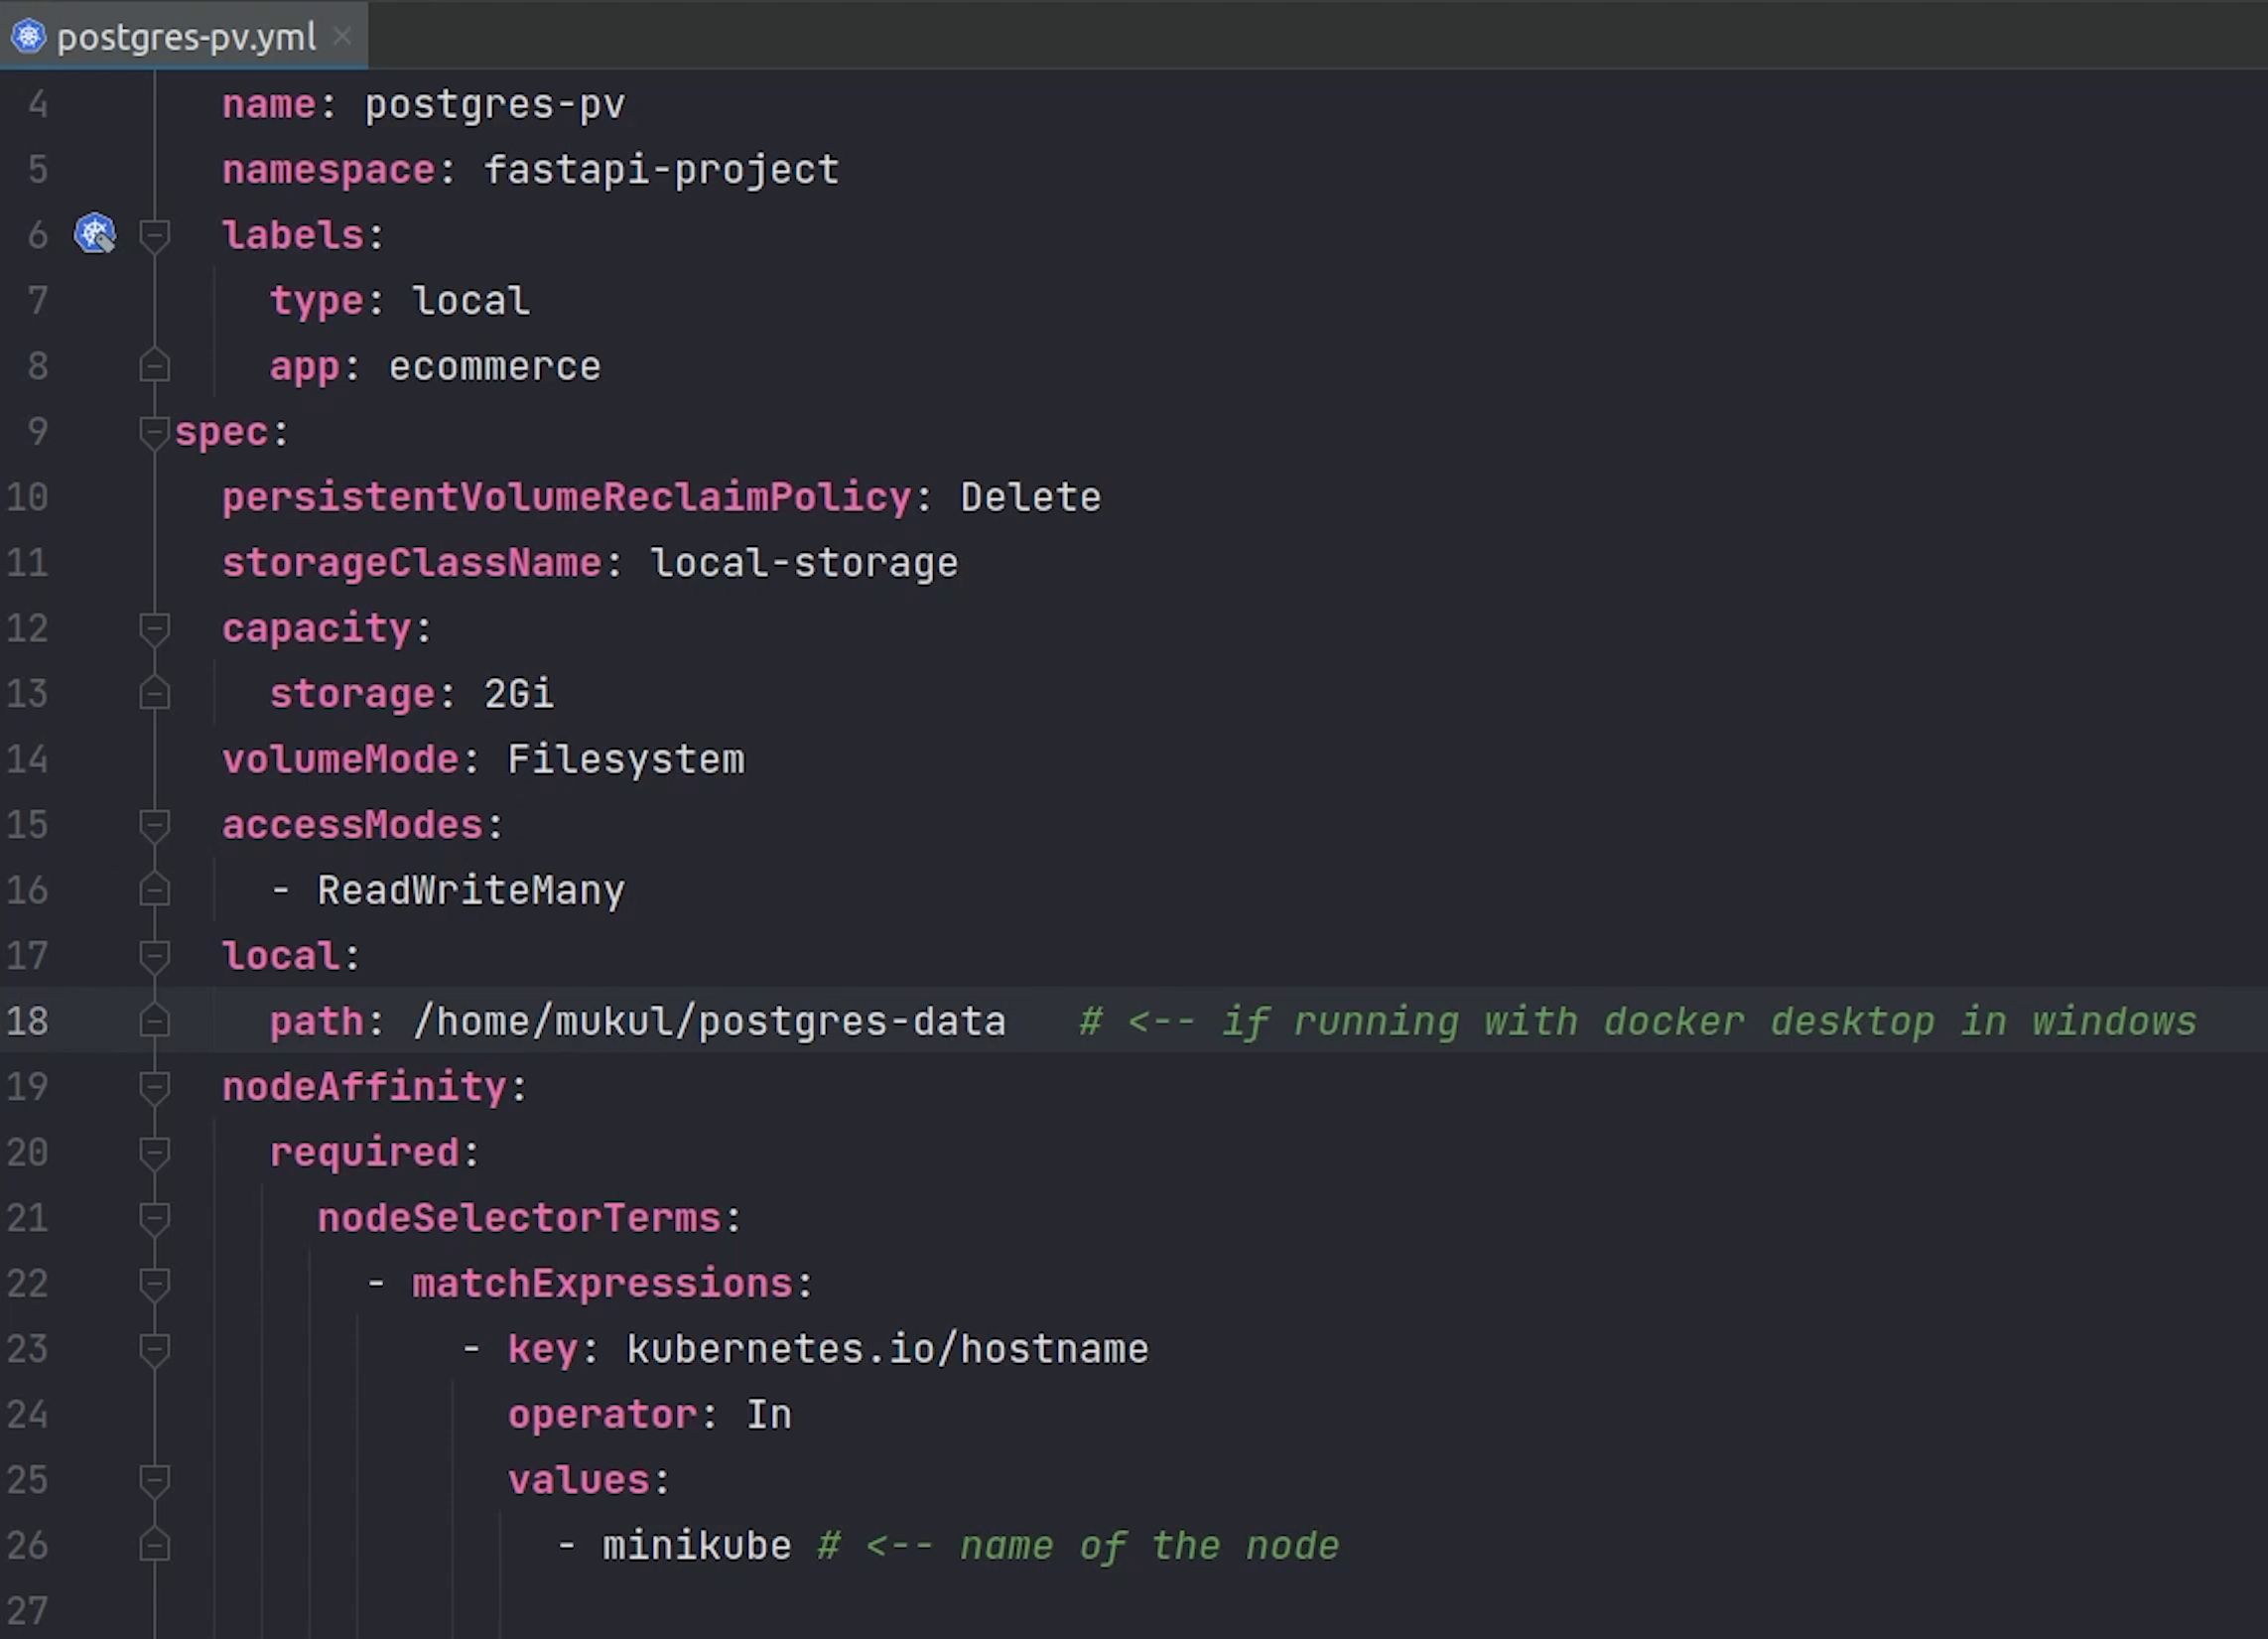 postgres-pv.yml
4 name: postgres-pv
5 namespace: fastapi-project
6 labels:
7 type: local
8 app: ecommerce
9 spec:
10 persistentVolumeReclaimPolicy: Delete
11 storageClassName: local-storage
12 capacity:
13 storage: 2Gi
14 volumeMode: Filesystem
15 accessModes:
16 - ReadWriteMany
17 local:
18 path: /home/mukul/postgres-data # <-- if running with docker desktop in windows
19 nodeAffinity:
20 required:
21 nodeSelectorTerms:
22 - matchExpressions:
23 - key: kubernetes.io/hostname
24 operator: In
25 values:
26 - minikube # <-- name of the node
27